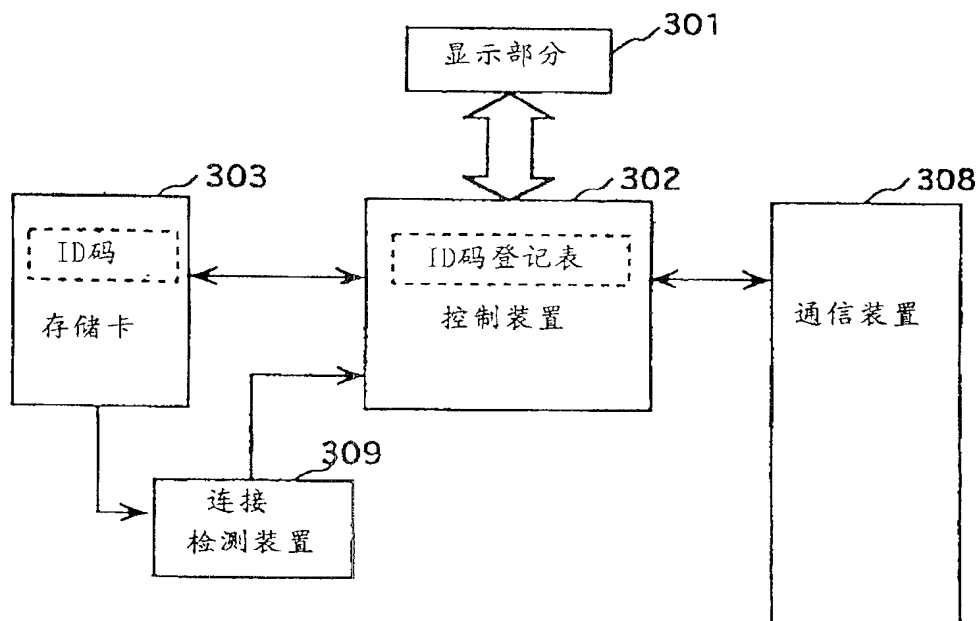 301
显示部分
303
302
308
ID码
存储卡
ID码登记表
控制装置
通信装置
309
连接
检测装置